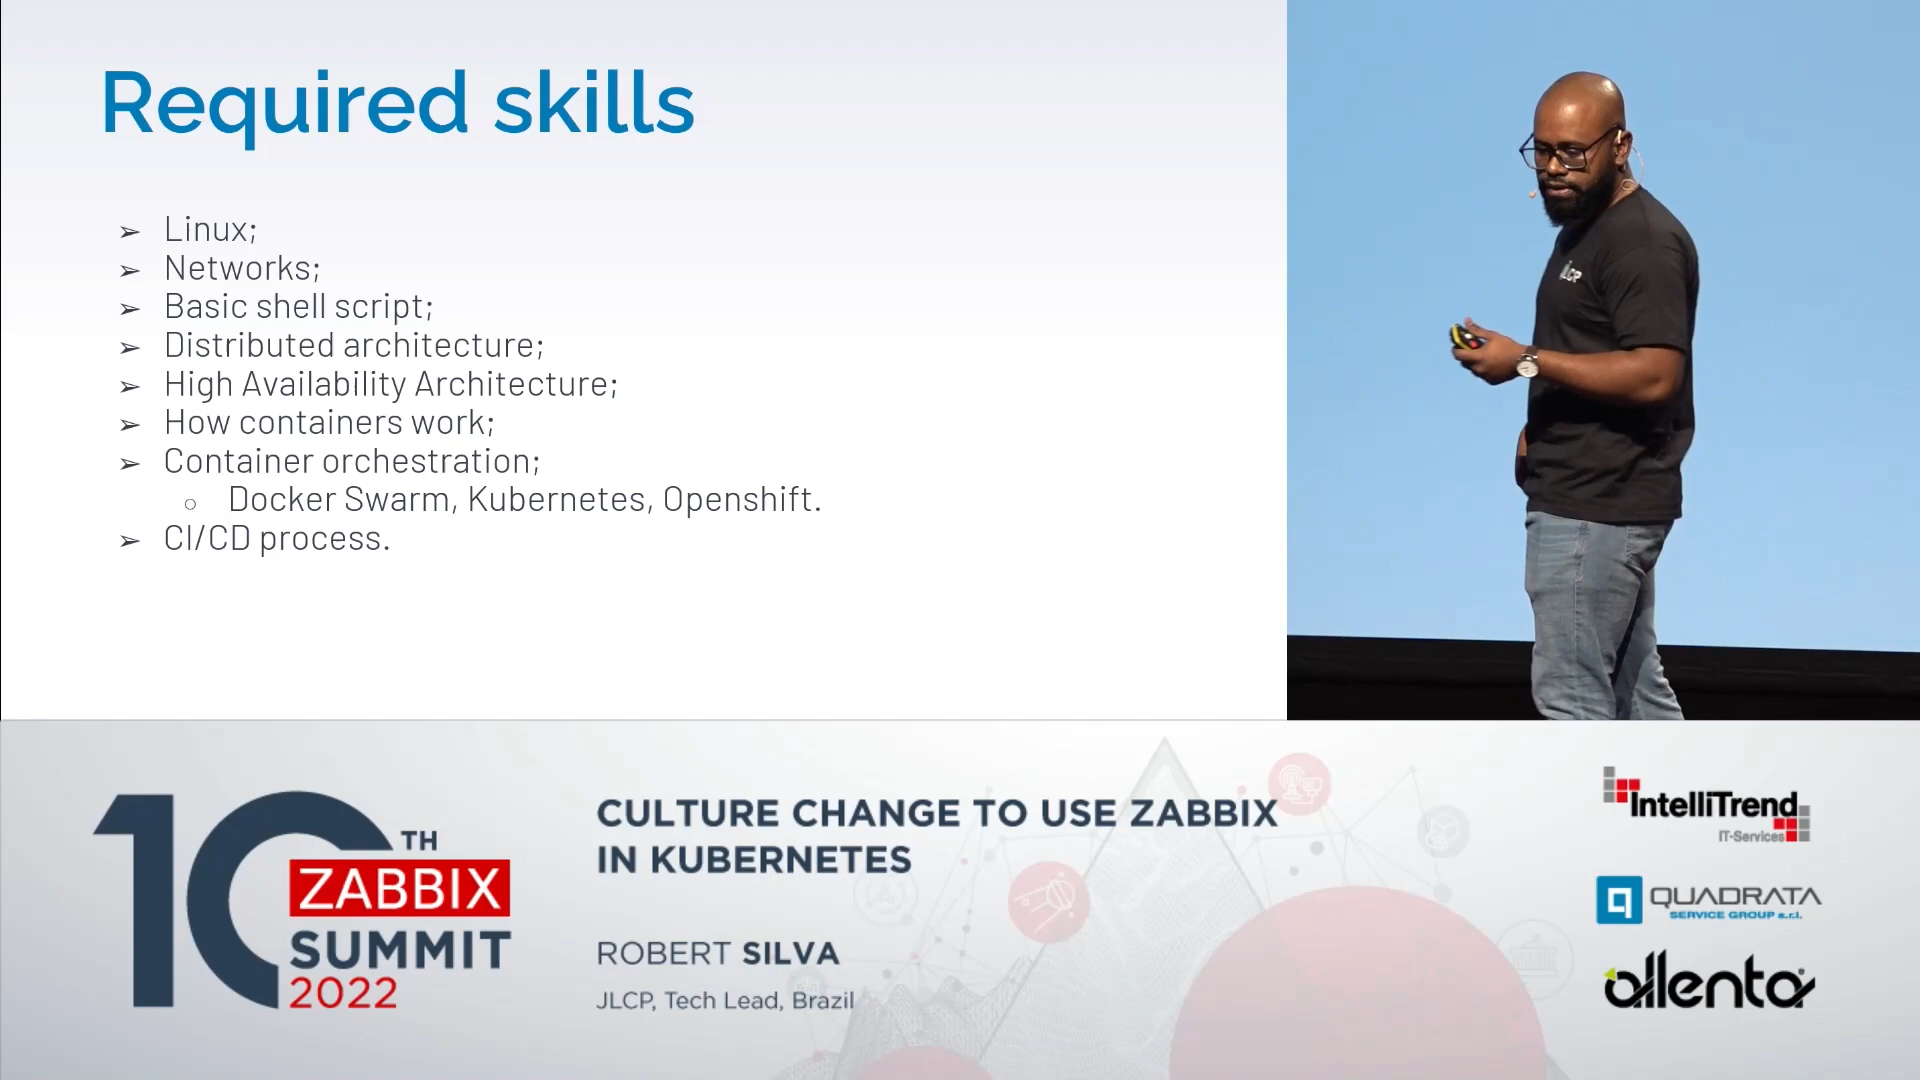 Required skills
➢ Linux;
➢ Networks;
➢ Basic shell script;
➢ Distributed architecture;
➢ High Availability Architecture;
➢ How containers work;
➢ Container orchestration;
○ Docker Swarm, Kubernetes, Openshift.
➢ CI/CD process.
JLCP
10TH
ZABBIX
SUMMIT
2022
CULTURE CHANGE TO USE ZABBIX
IN KUBERNETES
ROBERT SILVA
JLCP, Tech Lead, Brazil
IntelliTrend
IT-Services
QUADRATA
SERVICE GROUP s.r.l.
allenta